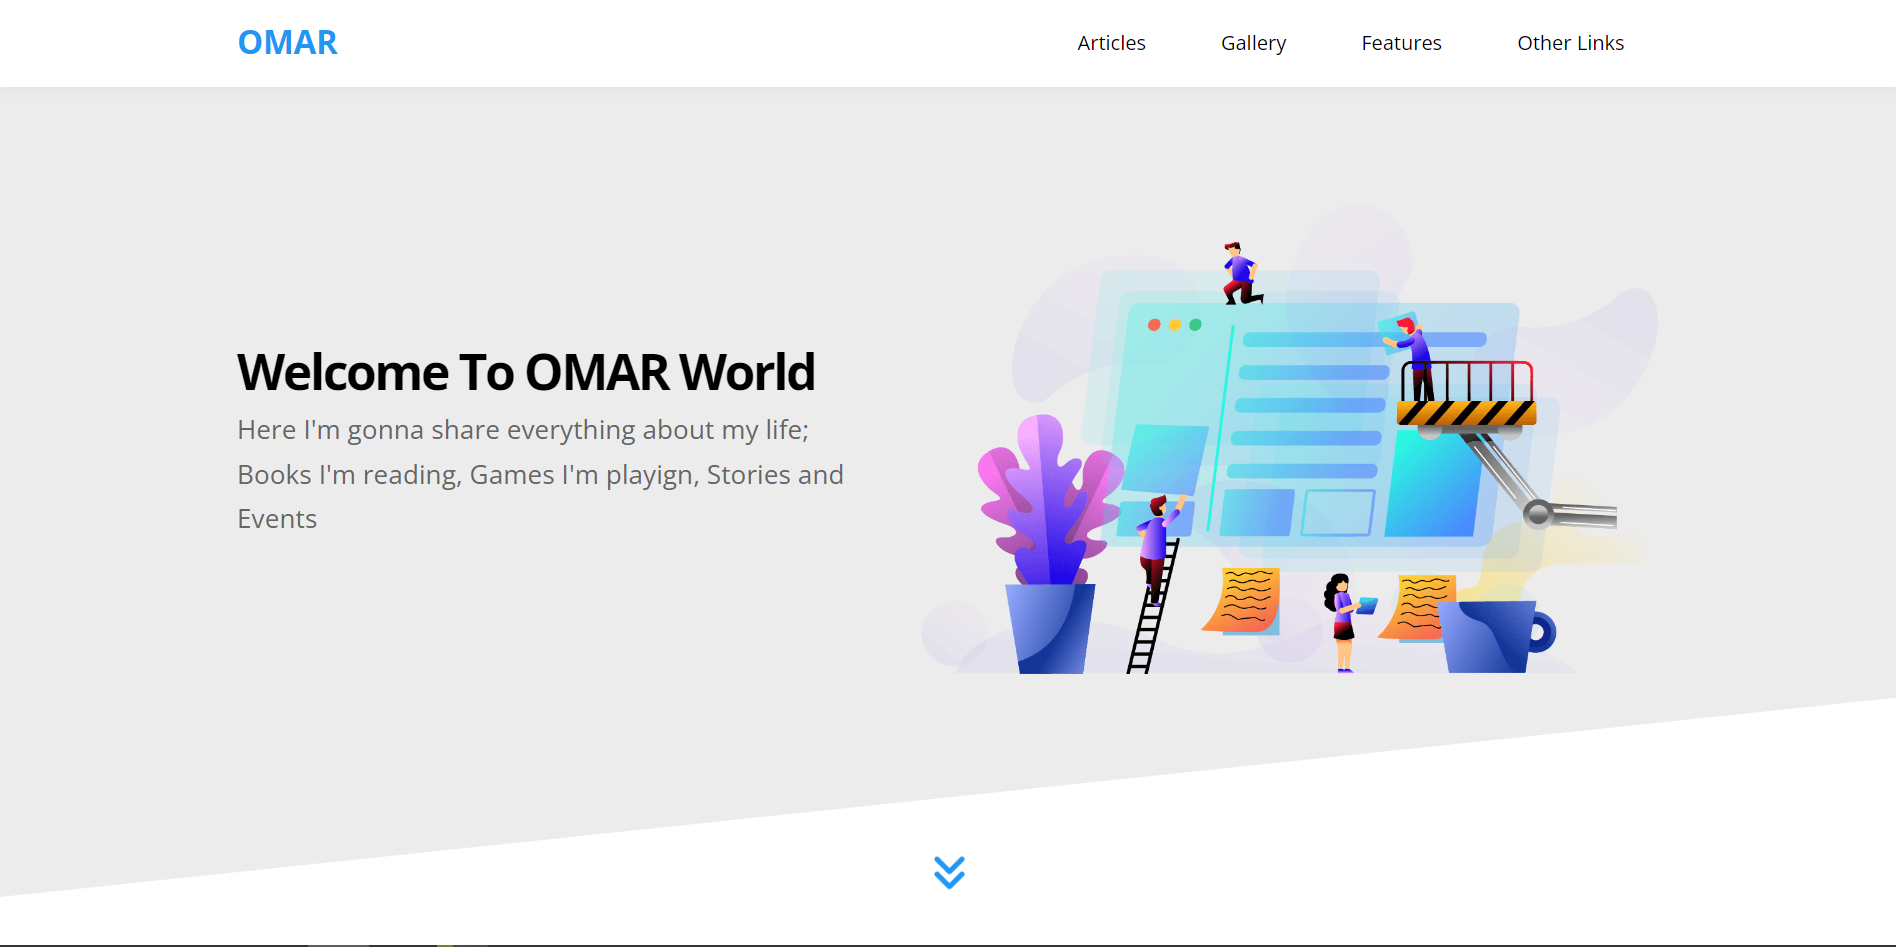 OMAR
Articles
Gallery
Features
Other Links
Welcome To OMAR World
Here I'm gonna share everything about my life;
Books I'm reading, Games I'm playign, Stories and
Events